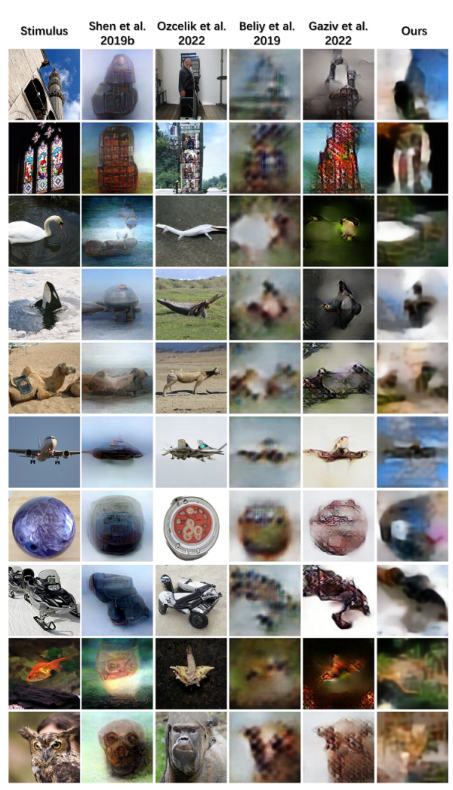 Stimulus
Shen et al.
2019b
Ozcelik et al.
2022
Beliy et al.
2019
Gaziv et al.
2022
Ours